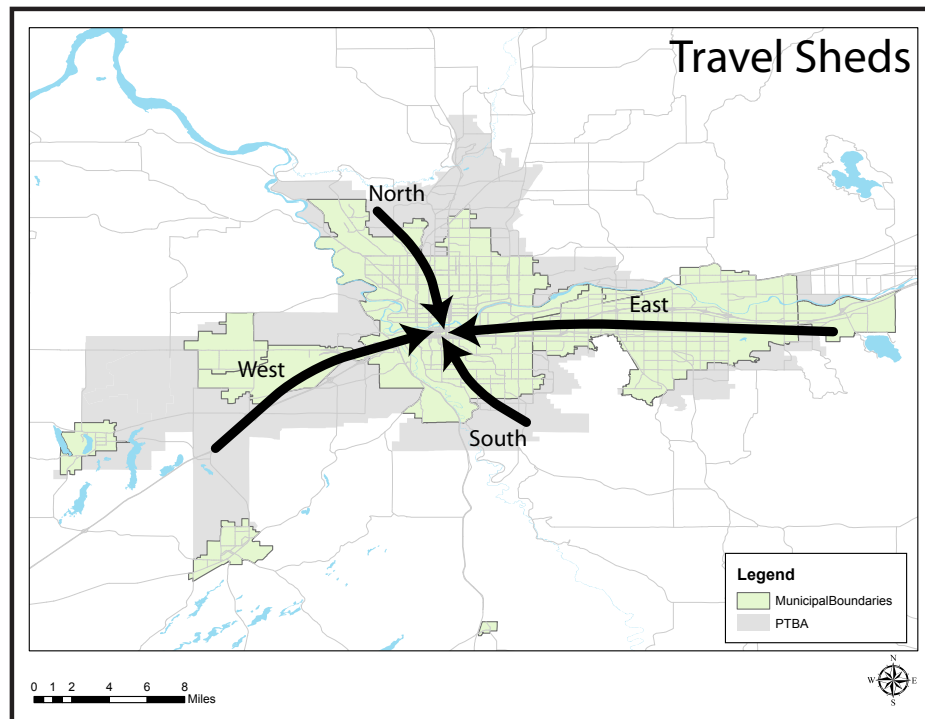 Travel Sheds
North
East
West
South
Legend
MunicipalBoundaries
PTBA
0 1 2 4 6 8
Miles
N
W E
S